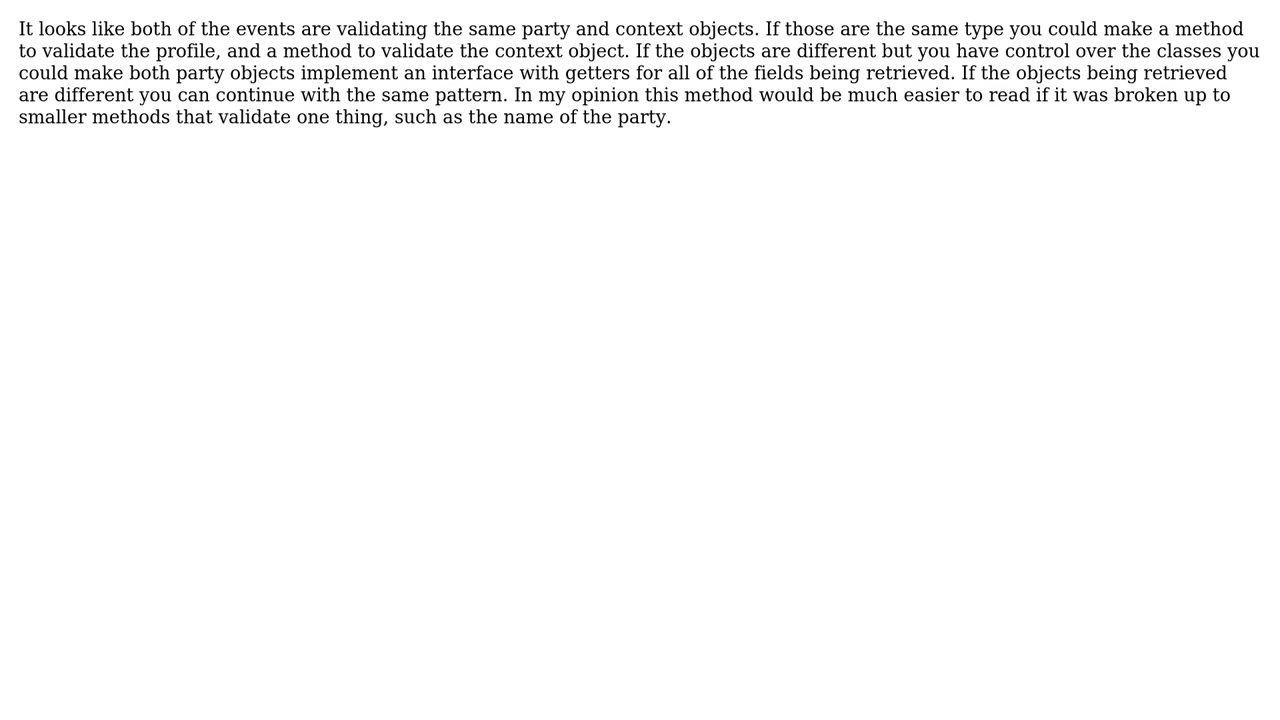 It looks like both of the events are validating the same party and context objects. If those are the same type you could make a method
to validate the profile, and a method to validate the context object. If the objects are different but you have control over the classes you
could make both party objects implement an interface with getters for all of the fields being retrieved. If the objects being retrieved
are different you can continue with the same pattern. In my opinion this method would be much easier to read if it was broken up to
smaller methods that validate one thing, such as the name of the party.